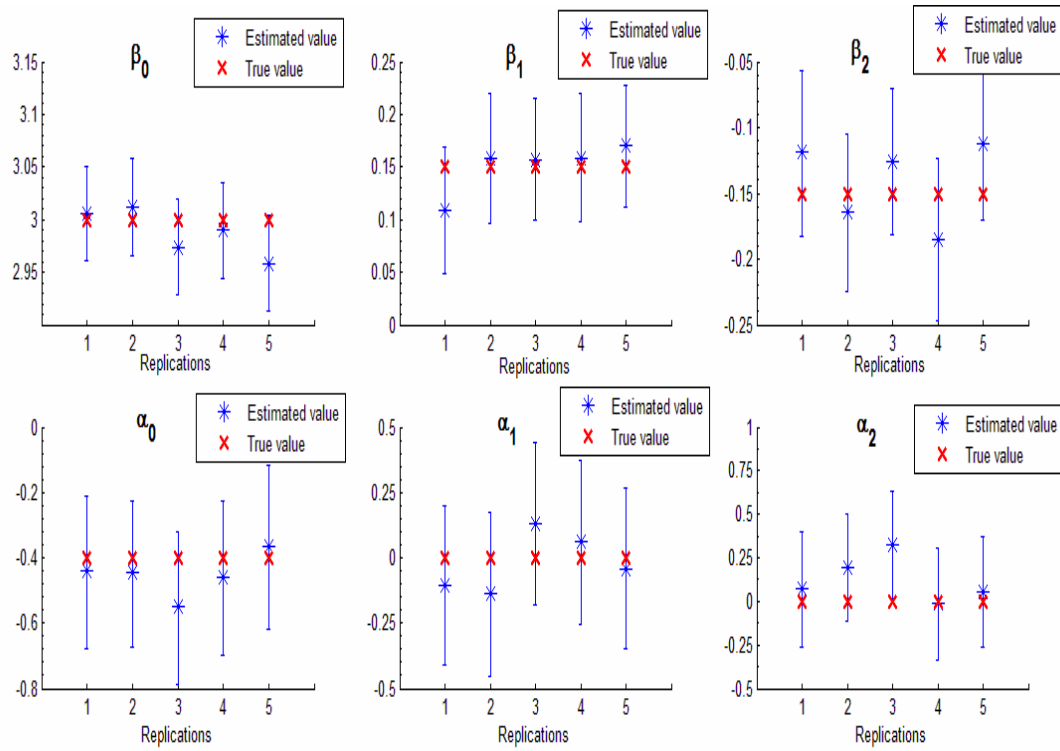 β0
Estimated value
True value
3.15
3.1
3.05
3
2.95
1 2 3 4 5
Replications
β1
Estimated value
True value
0.25
0.2
0.15
0.1
0.05
0
1 2 3 4 5
Replications
β2
Estimated value
True value
-0.05
-0.1
-0.15
-0.2
-0.25
1 2 3 4 5
Replications
α0
Estimated value
True value
0
-0.2
-0.4
-0.6
-0.8
1 2 3 4 5
Replications
α1
Estimated value
True value
0.5
0.25
0
-0.25
-0.5
1 2 3 4 5
Replications
α2
Estimated value
True value
1
0.75
0.5
0.25
0
-0.25
-0.5
1 2 3 4 5
Replications